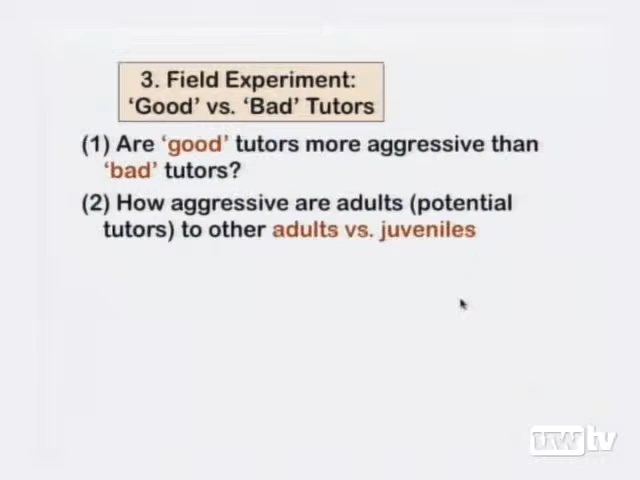 3. Field Experiment:
‘Good’ vs. ‘Bad’ Tutors
(1) Are ‘good’ tutors more aggressive than
‘bad’ tutors?
(2) How aggressive are adults (potential
tutors) to other adults vs. juveniles
uwtv